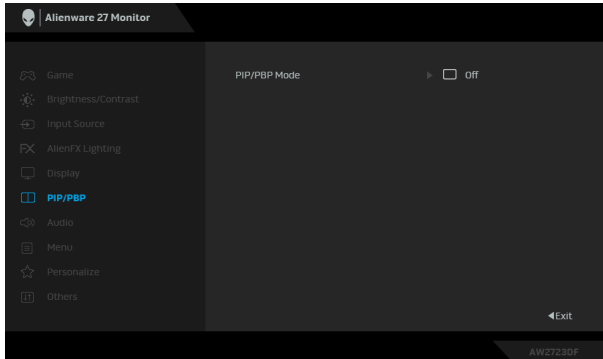 Alienware 27 Monitor
Game
PIP/PBP Mode
Off
Brightness/Contrast
Input Source
AlienFX Lighting
Display
PIP/PBP
Audio
Menu
Personalize
Others
Exit
AW2723DF